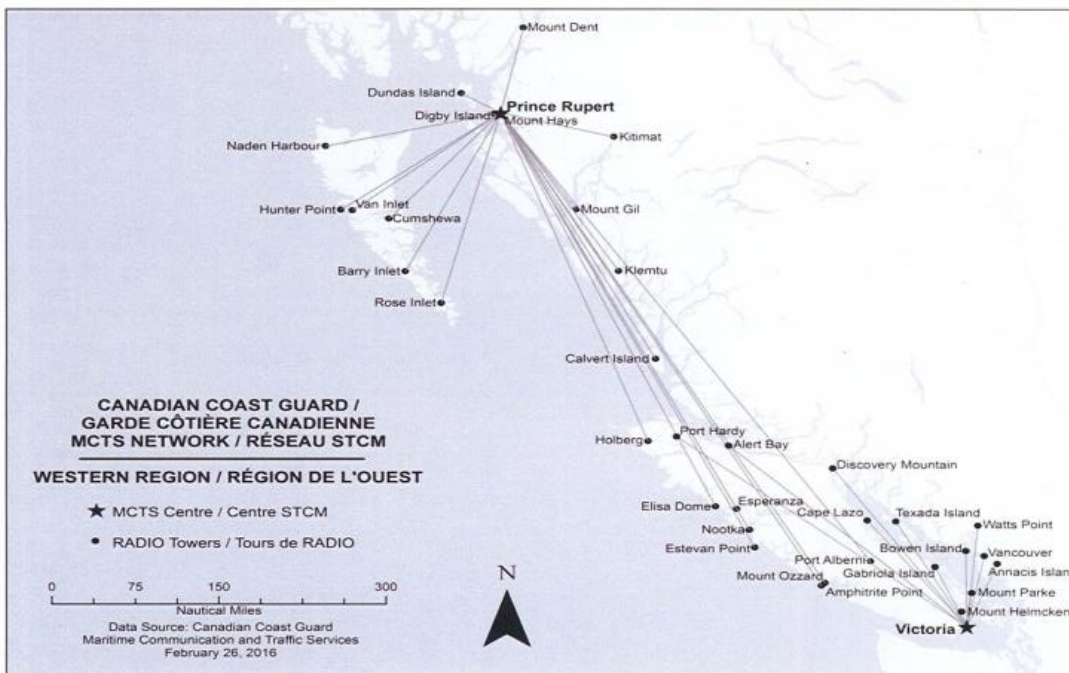 Mount Dent
Dundas Island
Prince Rupert
Digby Island
Mount Hays
Kitimat
Naden Harbour
Van Inlet
Hunter Point
Mount Gil
Cumshewa
Barry Inlet
Klemtu
Rose Inlet
Calvert Island
CANADIAN COAST GUARD /
GARDE CÔTIÈRE CANADIENNE
MCTS NETWORK / RÉSEAU STCM
WESTERN REGION / RÉGION DE L'OUEST
MCTS Centre / Centre STCM
RADIO Towers / Tours de RADIO
Port Hardy
Holberg
Alert Bay
Discovery Mountain
Elisa Dome
Esperanza
Cape Lazo
Texada Island
Nootka
Watts Point
Estevan Point
Bowen Island
Vancouver
Port Alberni
Gabriola Island
Annacis Islan
Mount Ozzard
Amphitrite Point
Mount Parke
Mount Helmcken
Victoria
0 75 150 300
Nautical Miles
Data Source: Canadian Coast Guard
Maritime Communication and Traffic Services
February 26, 2016
N